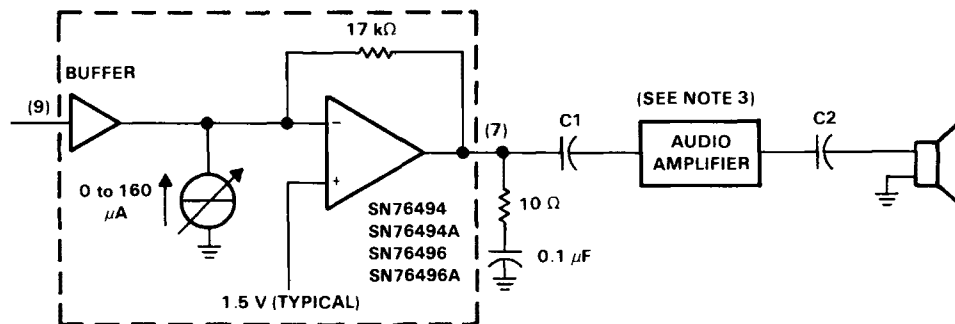 17 kΩ
BUFFER
(9)
(SEE NOTE 3)
C1
C2
(7)
−
AUDIO
AMPLIFIER
+
0 to 160
μA
SN76494
SN76494A
SN76496
SN76496A
10 Ω
0.1 μF
1.5 V (TYPICAL)